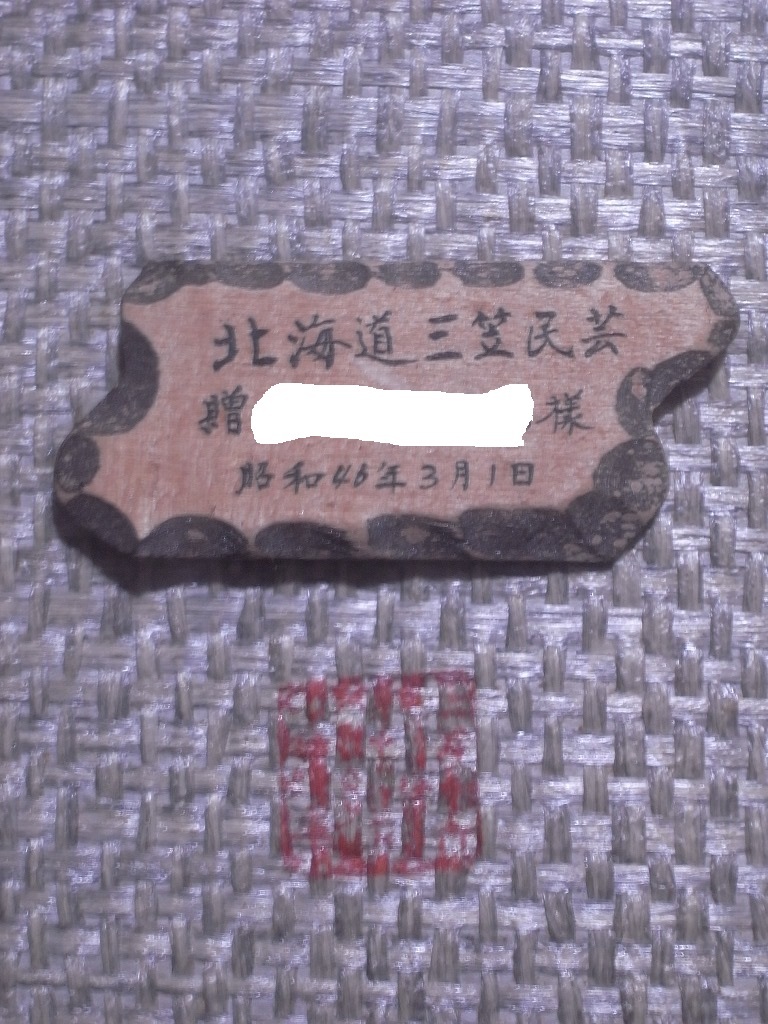 北海道三笠民芸
贈 様
昭和46年3月1日